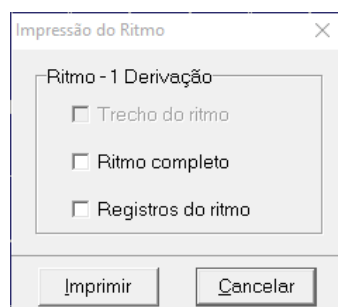 Impressão do Ritmo
Ritmo - 1 Derivação
Trecho do ritmo
Ritmo completo
Registros do ritmo
Imprimir
Cancelar